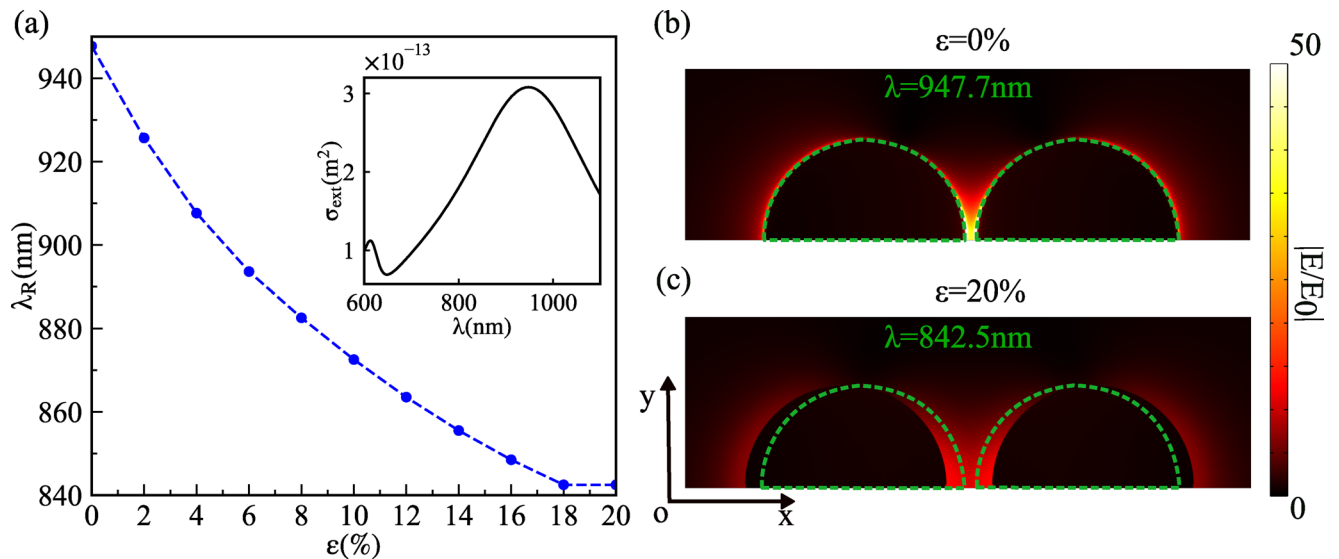 (a)
λR(nm)
940
920
900
880
860
840
0 2 4 6 8 10 12 14 16 18 20
ε(%)
×10−13
σext(m2)
3
2
1
600 800 1000
λ(nm)
(b)
ε=0%
λ=947.7nm
(c)
ε=20%
λ=842.5nm
y
o
x
50
|E/E0|
0